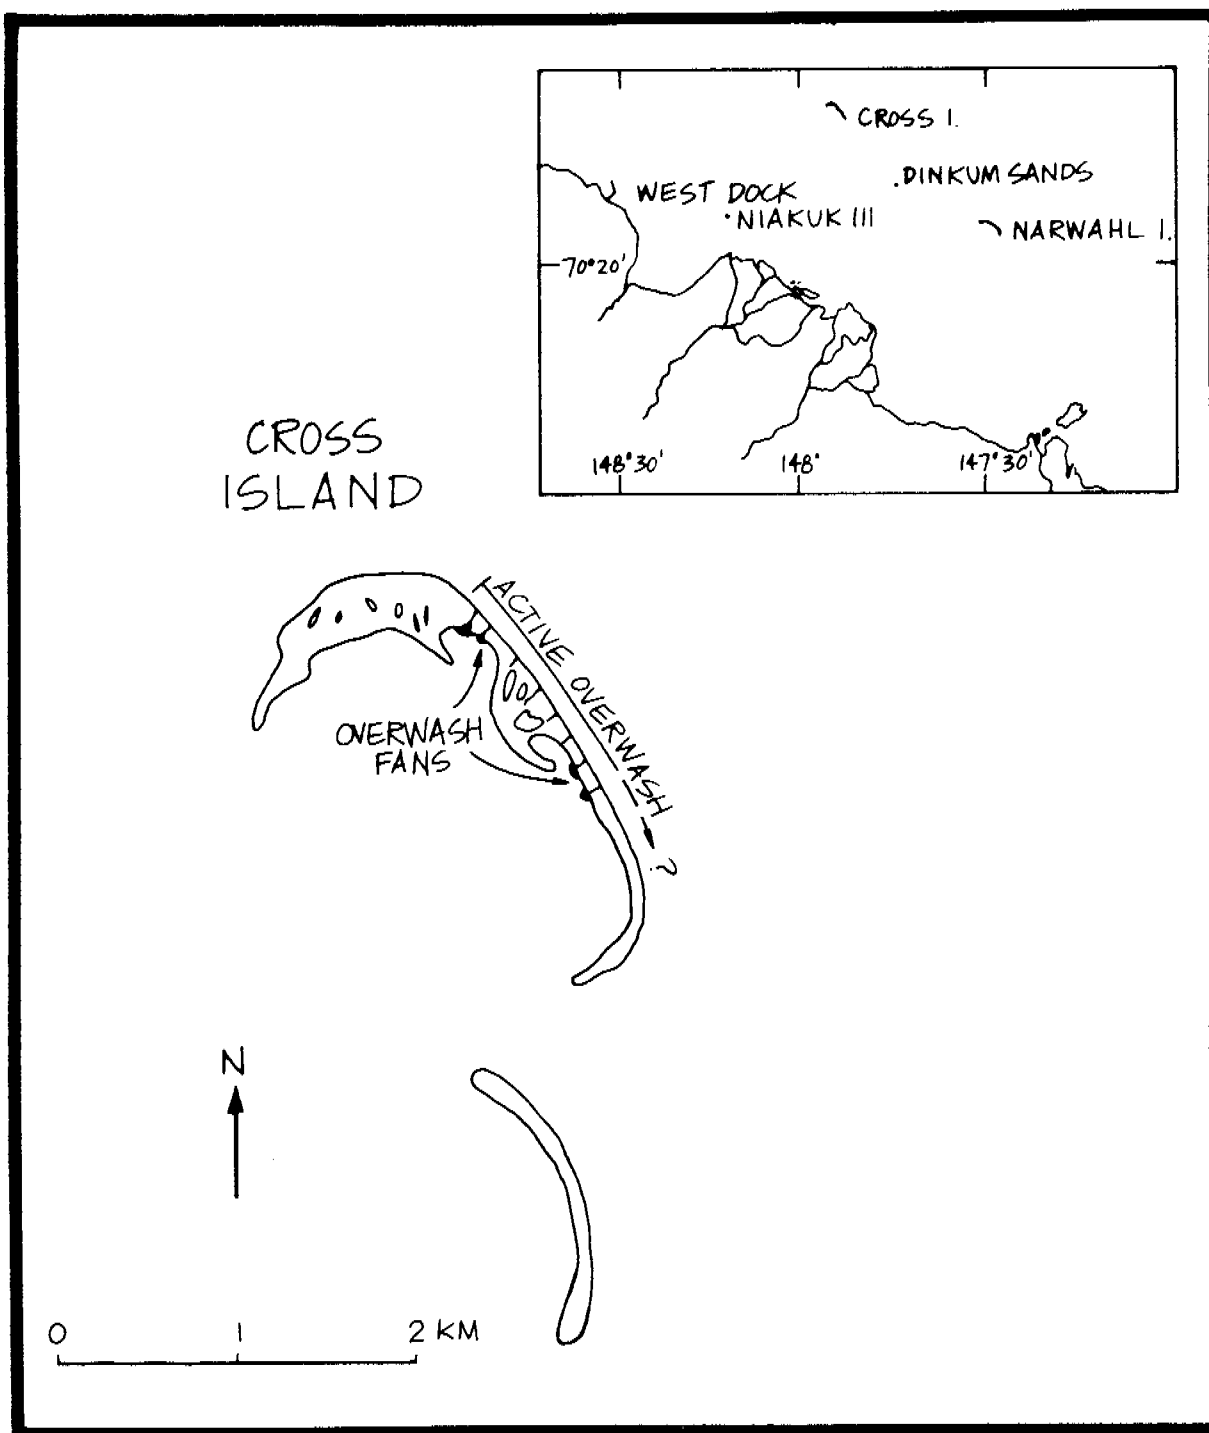 CROSS I.
DINKUM SANDS
WEST DOCK
NIAKUK III
NARWAHL I.
70°20'
148°30'
148°
147°30'
CROSS
ISLAND
ACTIVE OVERWASH
?
OVERWASH
FANS
N
0 1 2 KM